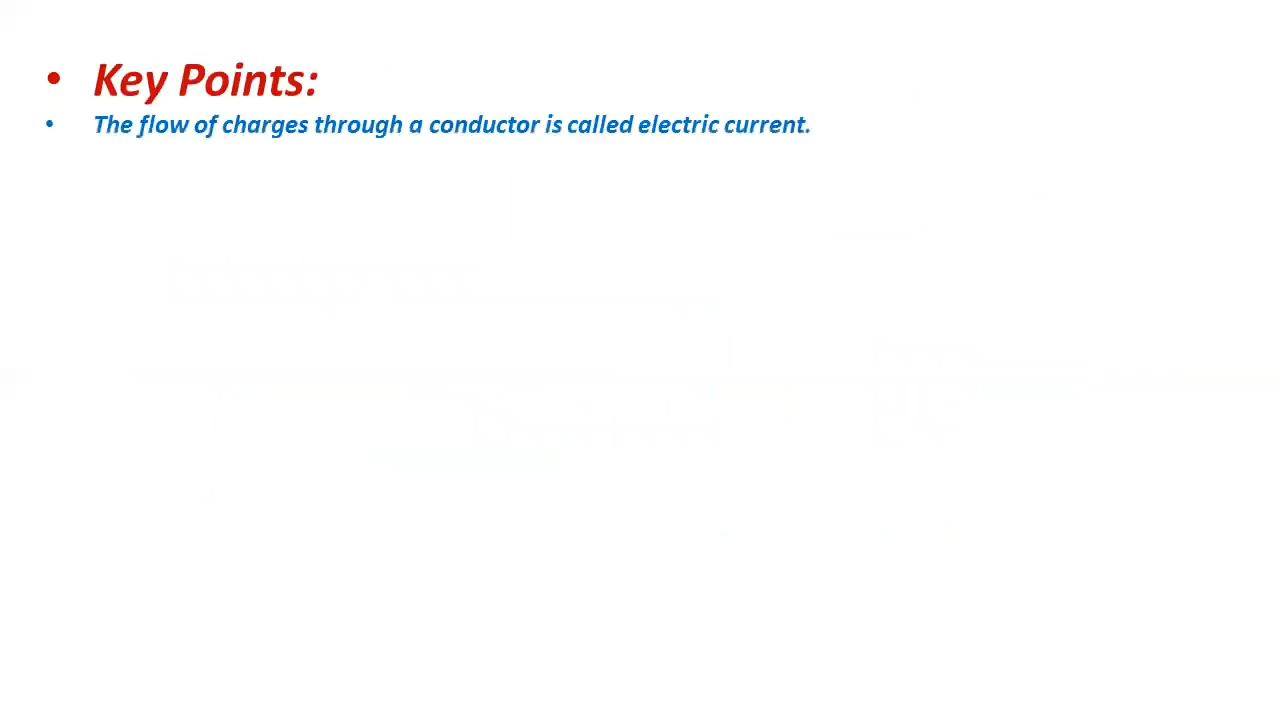 • Key Points:
• The flow of charges through a conductor is called electric current.